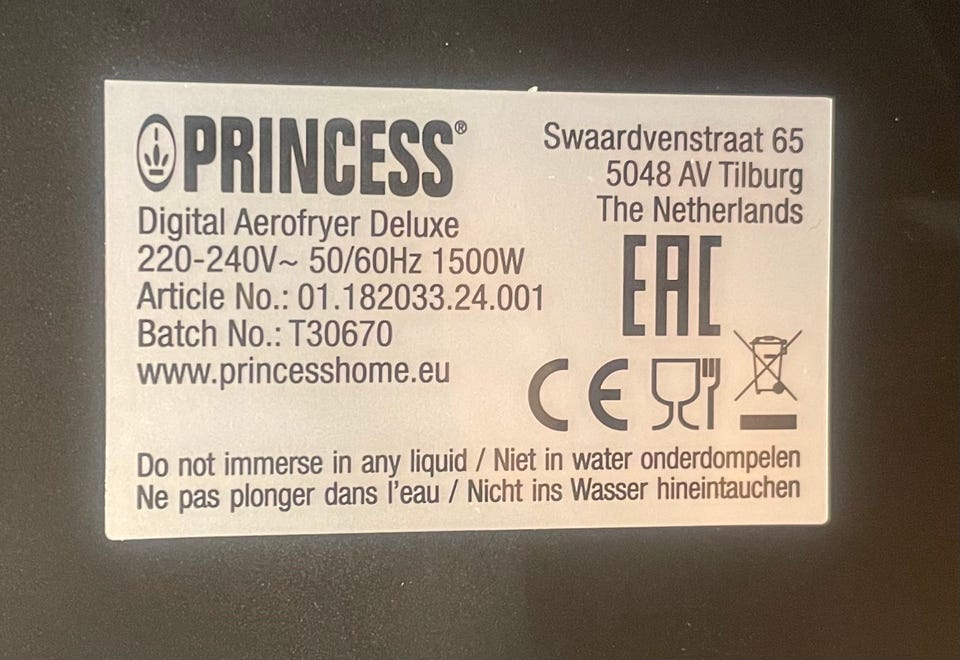 PRINCESS®
Digital Aerofryer Deluxe
220-240V~ 50/60Hz 1500W
Article No.: 01.182033.24.001
Batch No.: T30670
www.princesshome.eu
Swaardvenstraat 65
5048 AV Tilburg
The Netherlands
EAC
CE
Do not immerse in any liquid / Niet in water onderdompelen
Ne pas plonger dans l'eau / Nicht ins Wasser hineintauchen